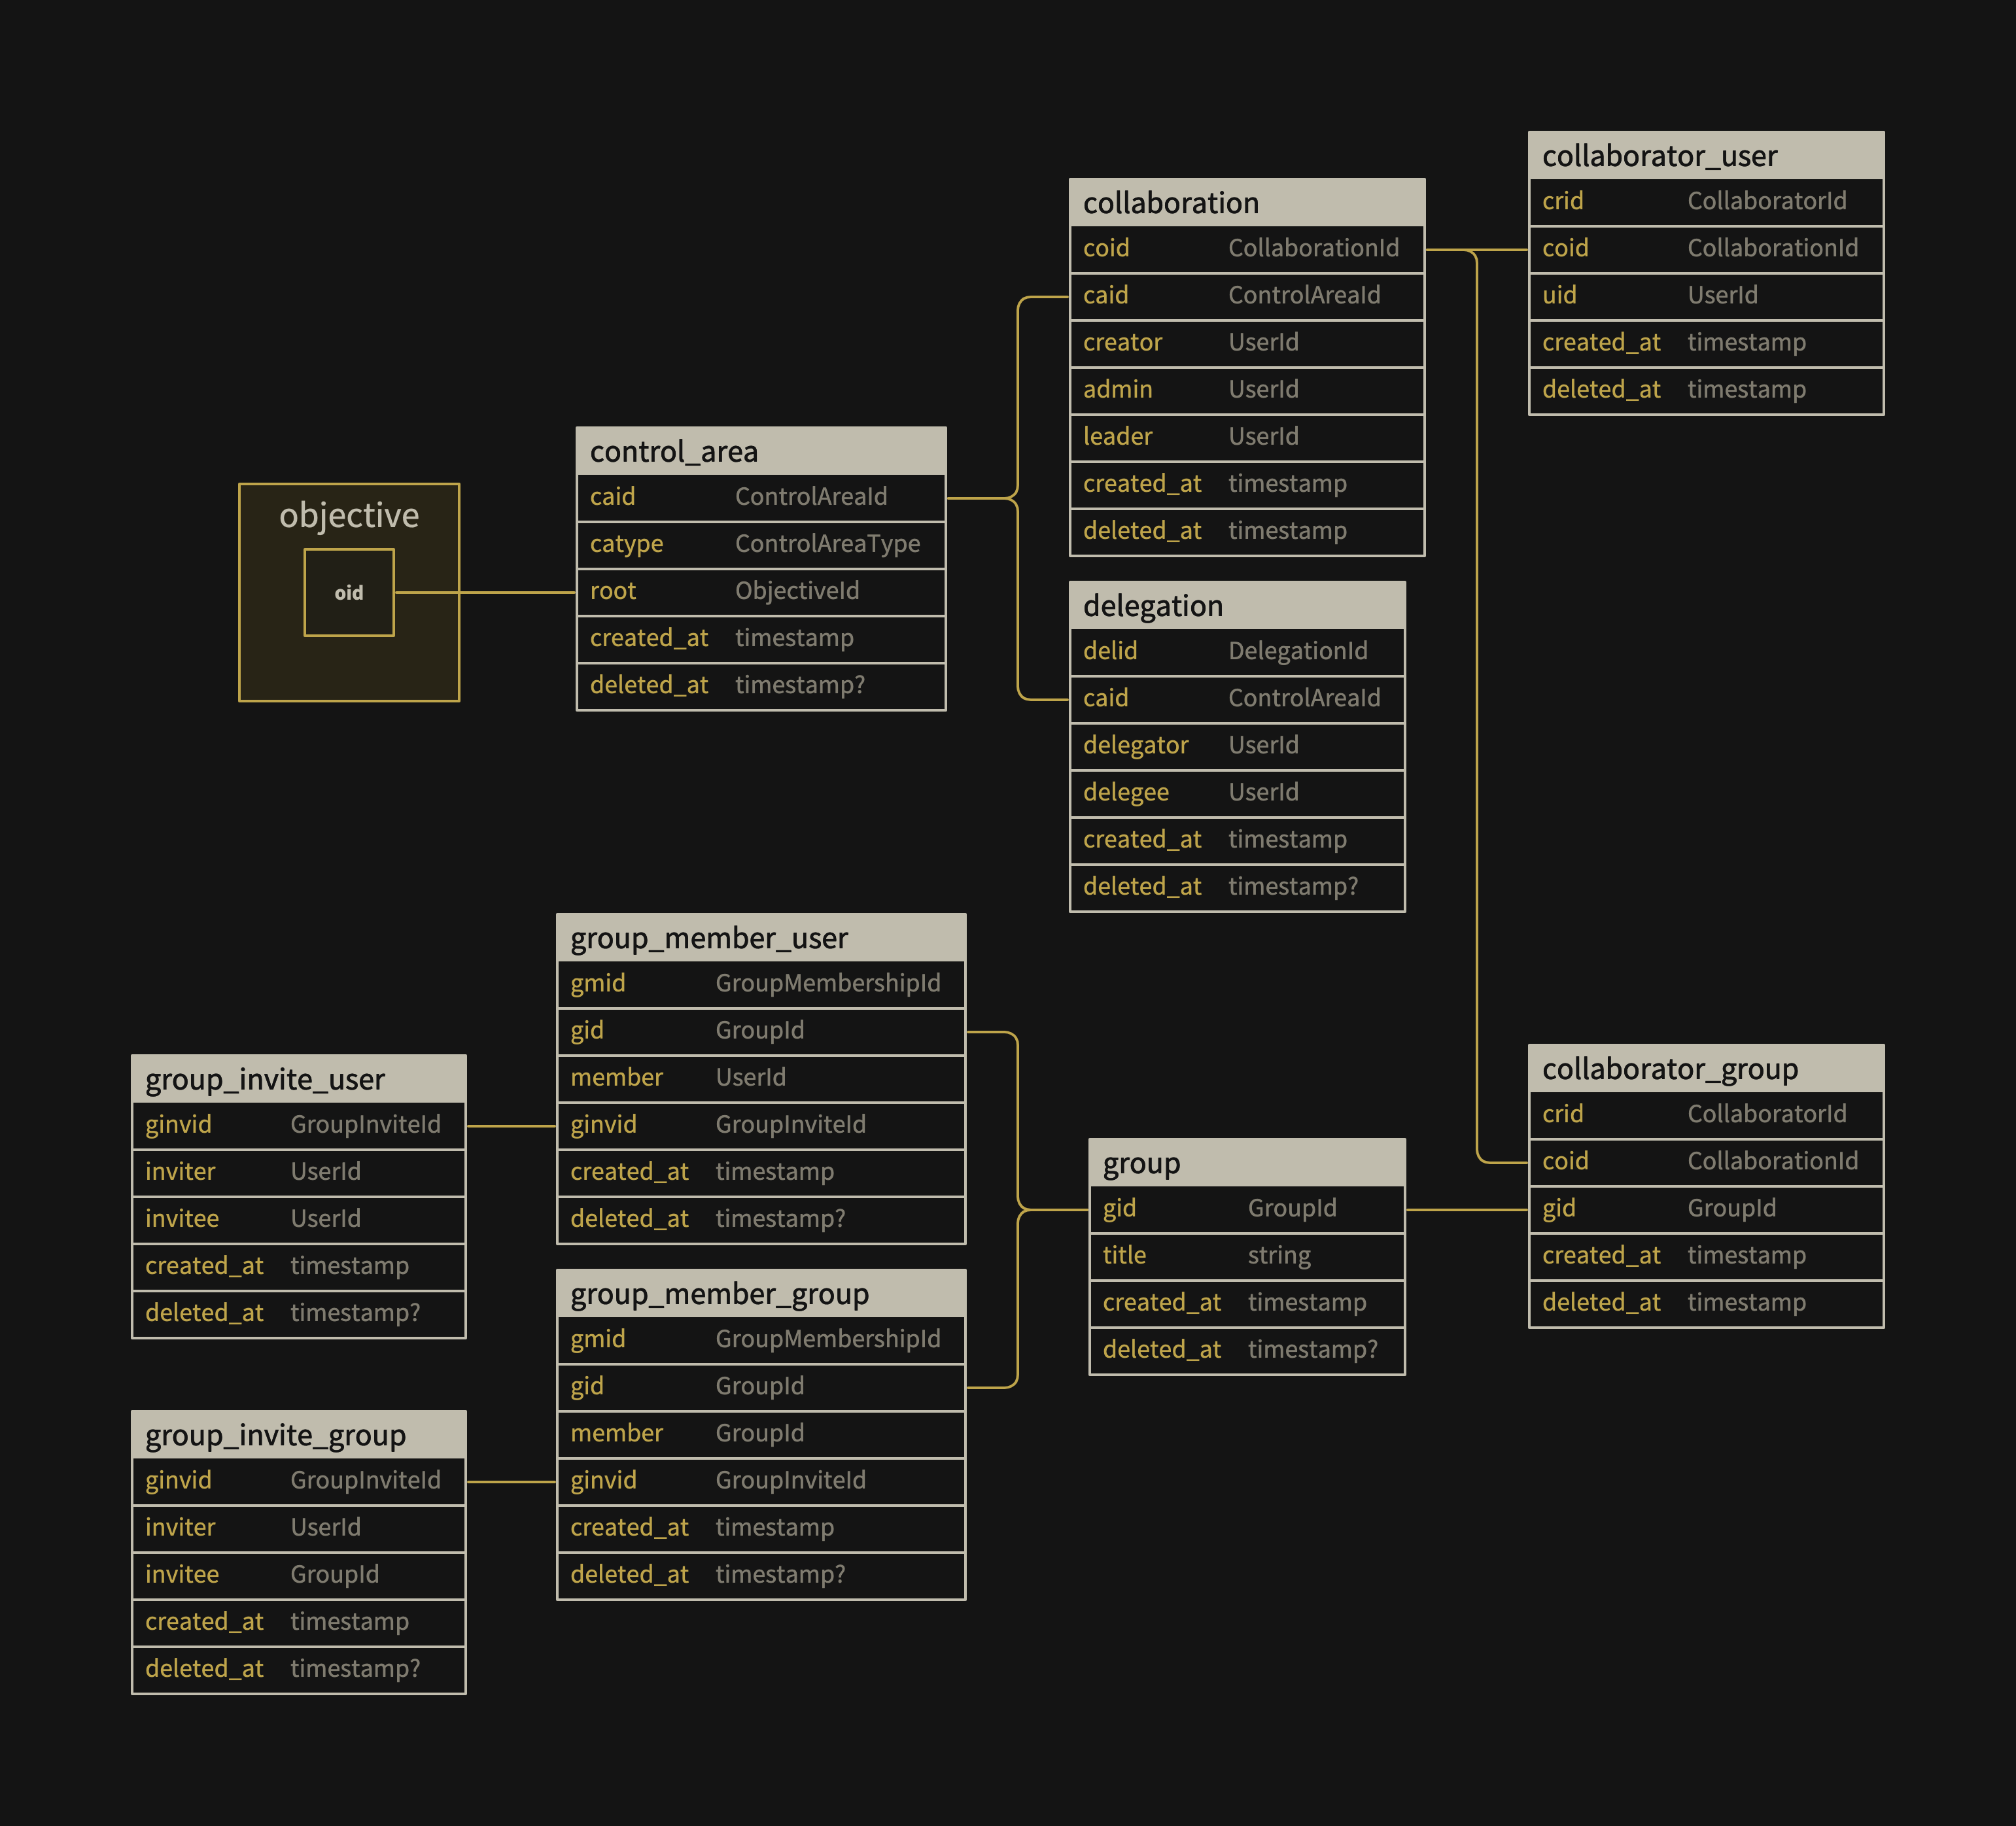 collaborator_user
crid CollaboratorId
coid CollaborationId
uid UserId
created_at timestamp
deleted_at timestamp
collaboration
coid CollaborationId
caid ControlAreaId
creator UserId
admin UserId
leader UserId
created_at timestamp
deleted_at timestamp
control_area
caid ControlAreaId
catype ControlAreaType
root ObjectiveId
created_at timestamp
deleted_at timestamp?
objective
oid
delegation
delid DelegationId
caid ControlAreaId
delegator UserId
delegee UserId
created_at timestamp
deleted_at timestamp?
group_member_user
gmid GroupMembershipId
gid GroupId
member UserId
ginvid GroupInviteId
created_at timestamp
deleted_at timestamp?
group_invite_user
ginvid GroupInviteId
inviter UserId
invitee UserId
created_at timestamp
deleted_at timestamp?
collaborator_group
crid CollaboratorId
coid CollaborationId
gid GroupId
created_at timestamp
deleted_at timestamp
group
gid GroupId
title string
created_at timestamp
deleted_at timestamp?
group_member_group
gmid GroupMembershipId
gid GroupId
member GroupId
ginvid GroupInviteId
created_at timestamp
deleted_at timestamp?
group_invite_group
ginvid GroupInviteId
inviter UserId
invitee GroupId
created_at timestamp
deleted_at timestamp?